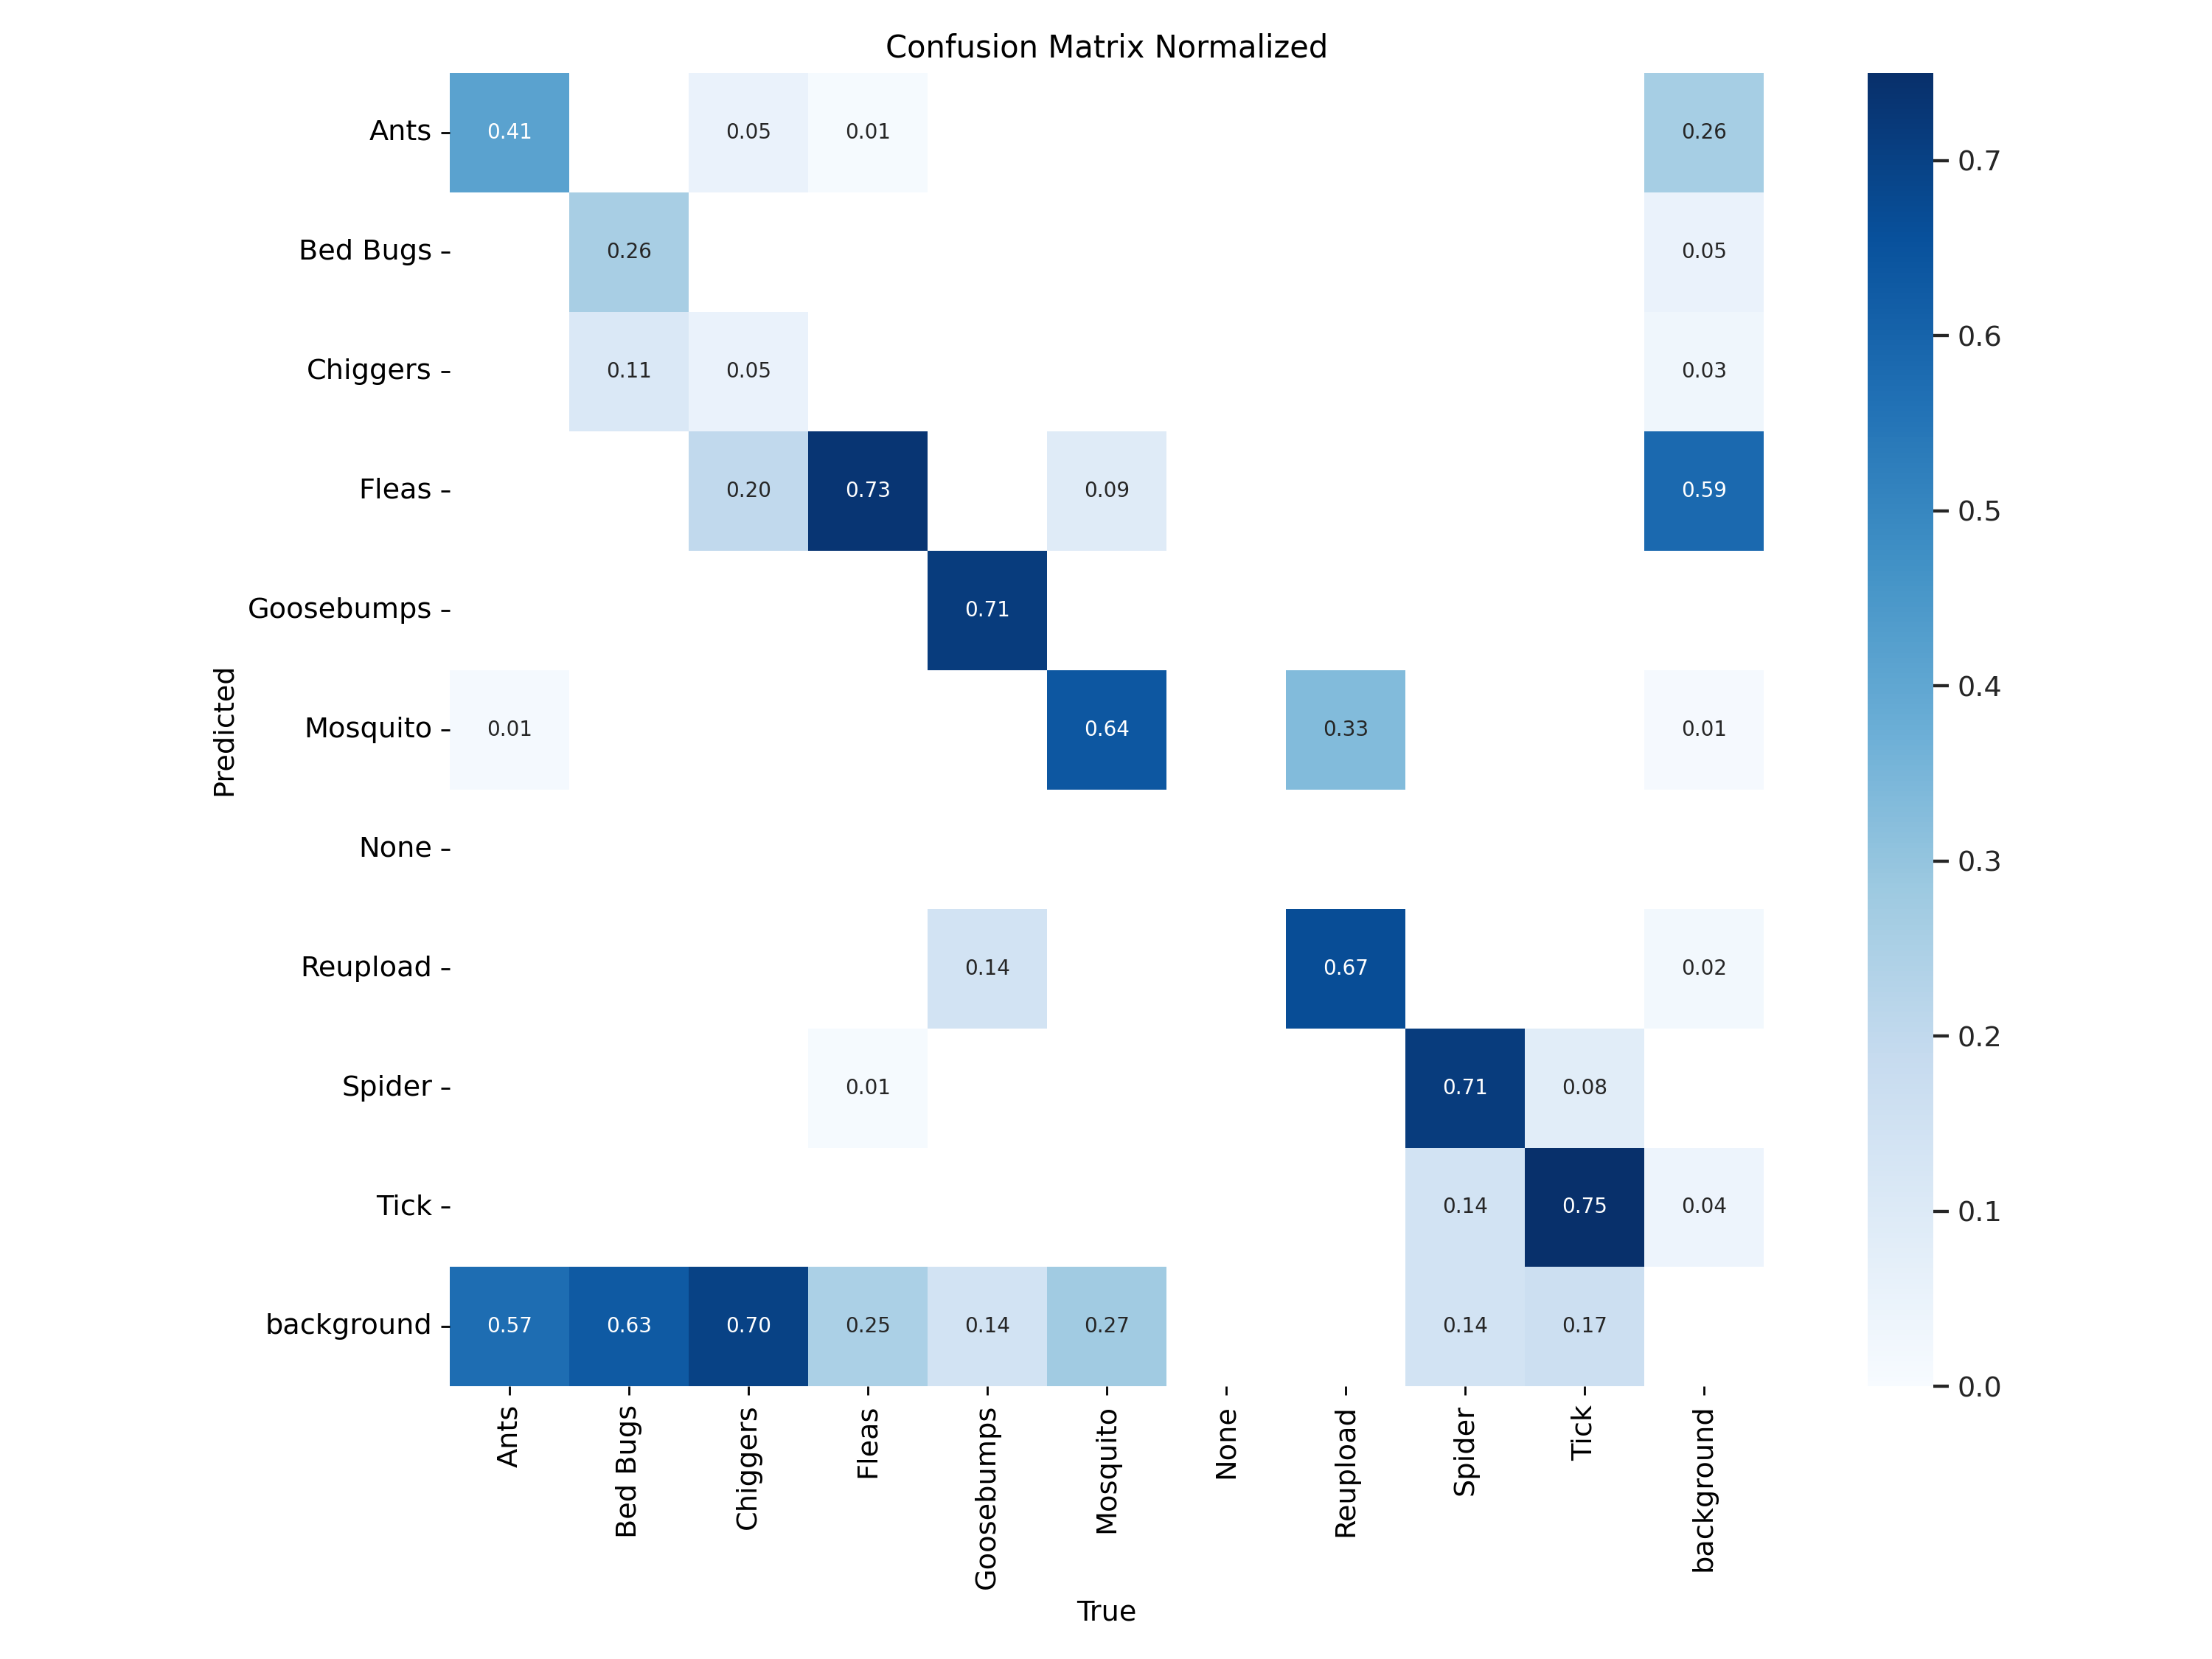 Confusion Matrix Normalized
Ants 0.41 0.05 0.01 0.26
Bed Bugs 0.26 0.05
Chiggers 0.11 0.05 0.03
Fleas 0.20 0.73 0.09 0.59
Goosebumps 0.71
Mosquito 0.01 0.64 0.33 0.01
None
Reupload 0.14 0.67 0.02
Spider 0.01 0.71 0.08
Tick 0.14 0.75 0.04
background 0.57 0.63 0.70 0.25 0.14 0.27 0.14 0.17
Predicted
Ants
Bed Bugs
Chiggers
Fleas
Goosebumps
Mosquito
None
Reupload
Spider
Tick
background
True
0.7
0.6
0.5
0.4
0.3
0.2
0.1
0.0